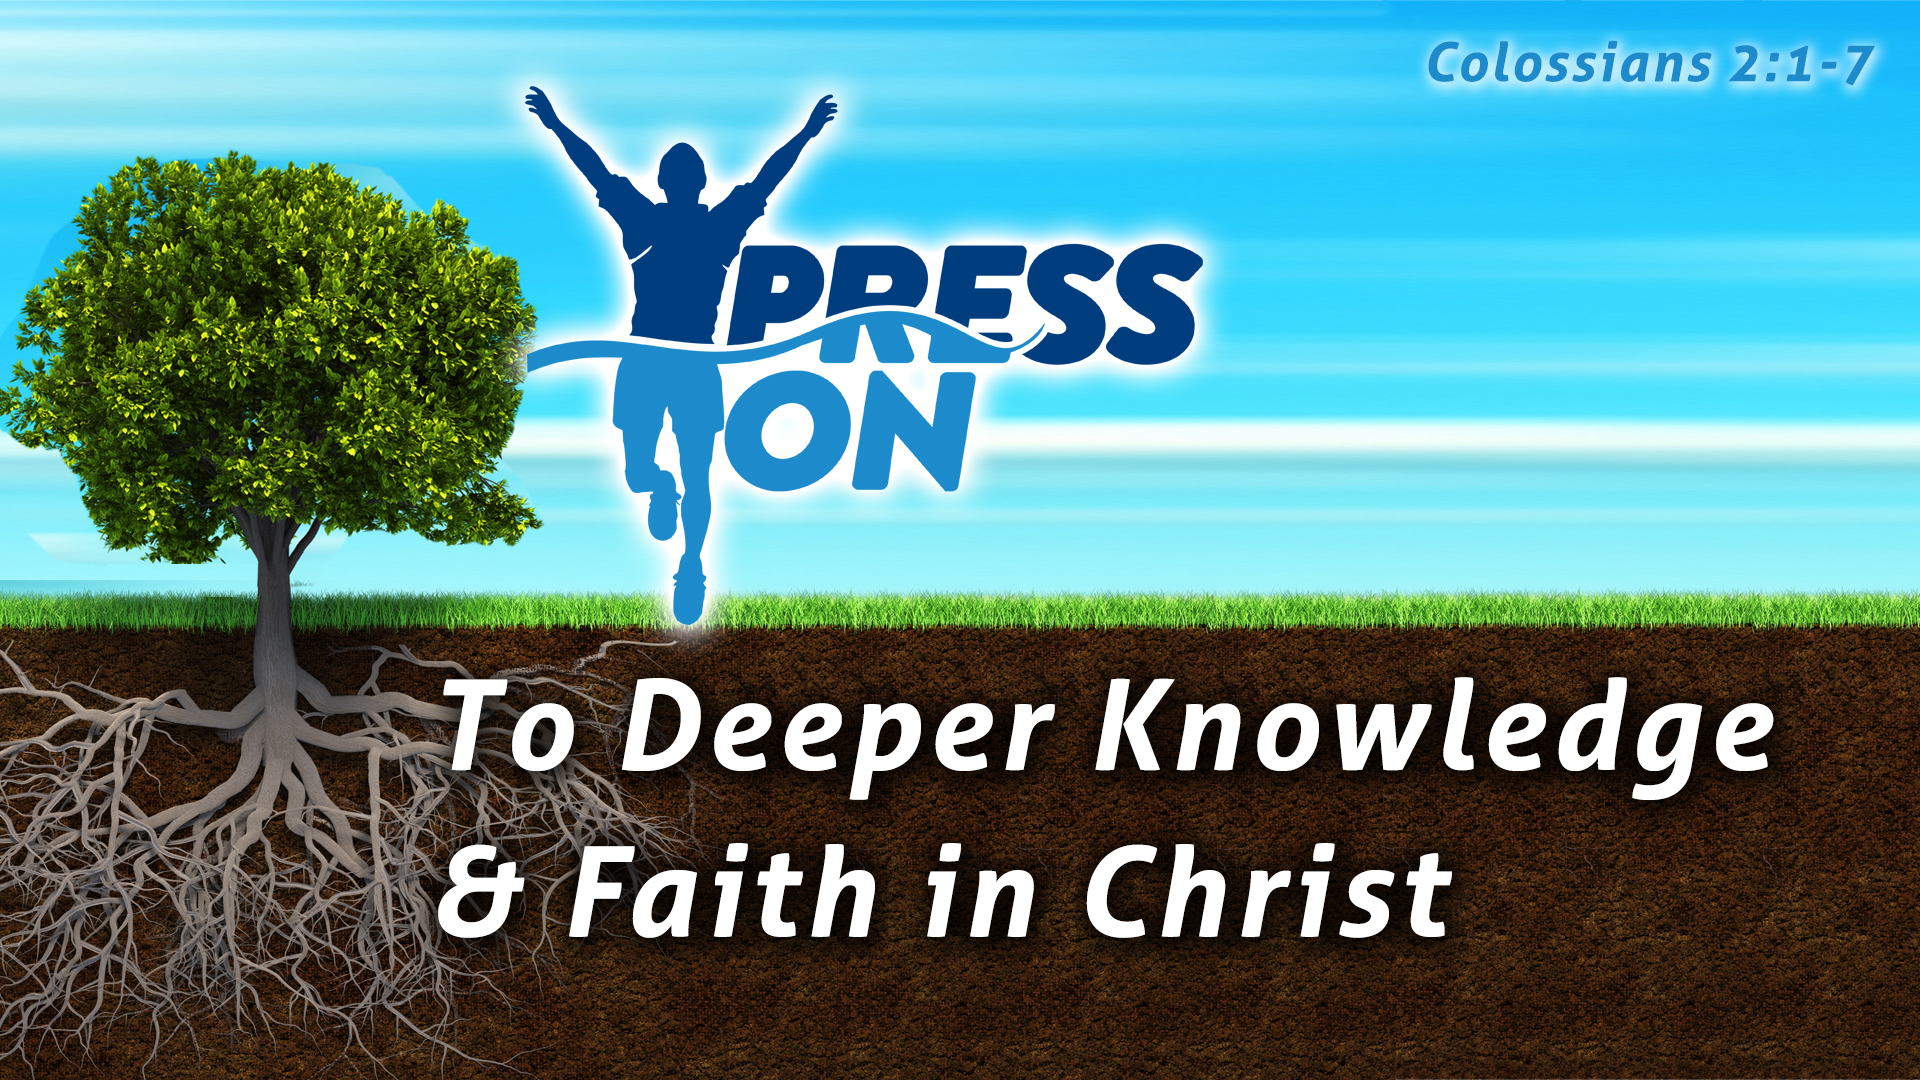 Colossians 2:1-7
PRESS
ON
To Deeper Knowledge
& Faith in Christ